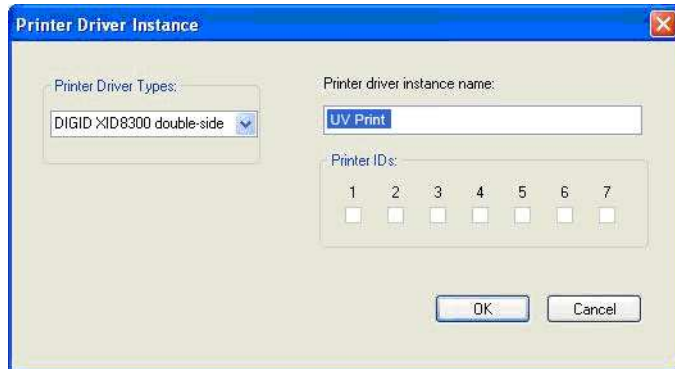 Printer Driver Instance
Printer Driver Types:
DIGID XID8300 double-side
Printer driver instance name:
UV Print
Printer IDs:
1 2 3 4 5 6 7
OK Cancel